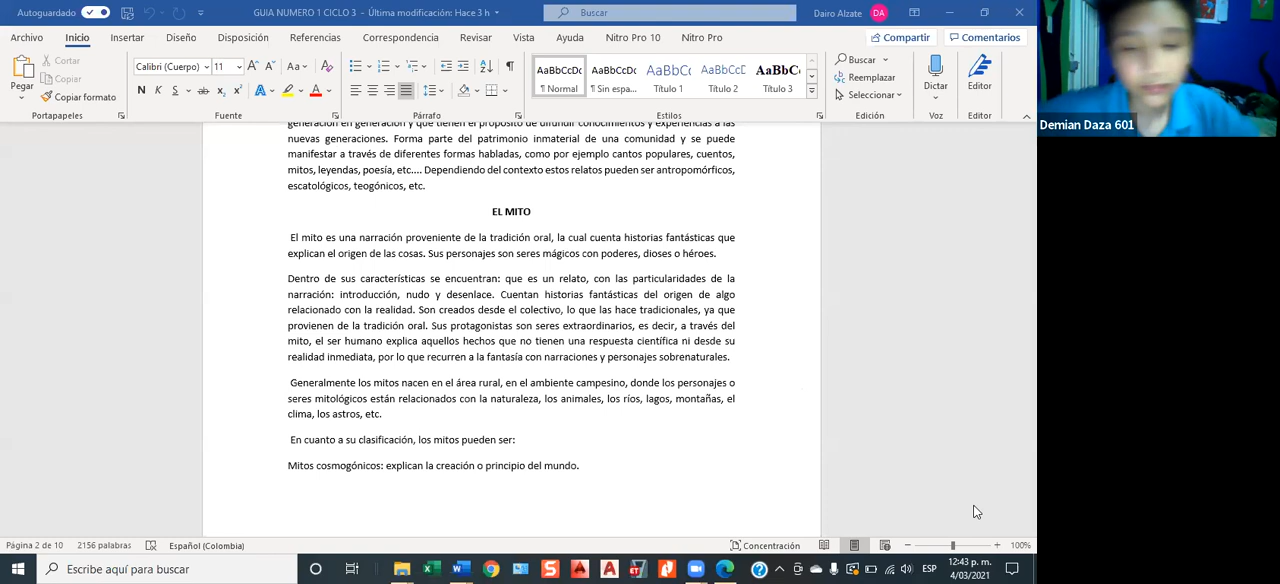 Autoguardado GUIA NUMERO 1 CICLO 3 - Última modificación: Hace 3 h Buscar Dairo Alzate DA
Archivo Inicio Insertar Diseño Disposición Referencias Correspondencia Revisar Vista Ayuda Nitro Pro 10 Nitro Pro Compartir Comentarios
Pegar Cortar Copiar Copiar formato
Calibri (Cuerpo) 11
AaBbCcDc AaBbCcDc AaBbCc AaBbCcD AaBbC
¶ Normal ¶ Sin espa... Título 1 Título 2 Título 3
Buscar Reemplazar Seleccionar Dictar Editor
Portapapeles Fuente Párrafo Estilos Edición Voz Editor
Demian Daza 601
generación en generación y que tienen el propósito de difundir conocimientos y experiencias a las
nuevas generaciones. Forma parte del patrimonio inmaterial de una comunidad y se puede
manifestar a través de diferentes formas habladas, como por ejemplo cantos populares, cuentos,
mitos, leyendas, poesía, etc.... Dependiendo del contexto estos relatos pueden ser antropomórficos,
escatológicos, teogónicos, etc.
EL MITO
El mito es una narración proveniente de la tradición oral, la cual cuenta historias fantásticas que
explican el origen de las cosas. Sus personajes son seres mágicos con poderes, dioses o héroes.
Dentro de sus características se encuentran: que es un relato, con las particularidades de la
narración: introducción, nudo y desenlace. Cuentan historias fantásticas del origen de algo
relacionado con la realidad. Son creados desde el colectivo, lo que las hace tradicionales, ya que
provienen de la tradición oral. Sus protagonistas son seres extraordinarios, es decir, a través del
mito, el ser humano explica aquellos hechos que no tienen una respuesta científica ni desde su
realidad inmediata, por lo que recurren a la fantasía con narraciones y personajes sobrenaturales.
Generalmente los mitos nacen en el área rural, en el ambiente campesino, donde los personajes o
seres mitológicos están relacionados con la naturaleza, los animales, los ríos, lagos, montañas, el
clima, los astros, etc.
En cuanto a su clasificación, los mitos pueden ser:
Mitos cosmogónicos: explican la creación o principio del mundo.
Página 2 de 10 2156 palabras Español (Colombia) Concentración 100%
Escribe aquí para buscar ESP 12:43 p. m.
4/03/2021